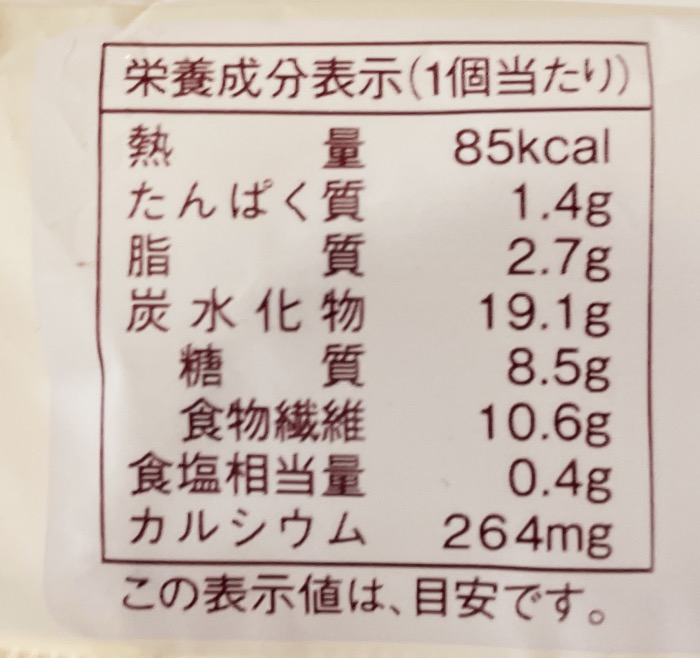 栄養成分表示(1個当たり)
熱量 85kcal
たんぱく質 1.4g
脂質 2.7g
炭水化物 19.1g
糖質 8.5g
食物繊維 10.6g
食塩相当量 0.4g
カルシウム 264mg
この表示値は、目安です。